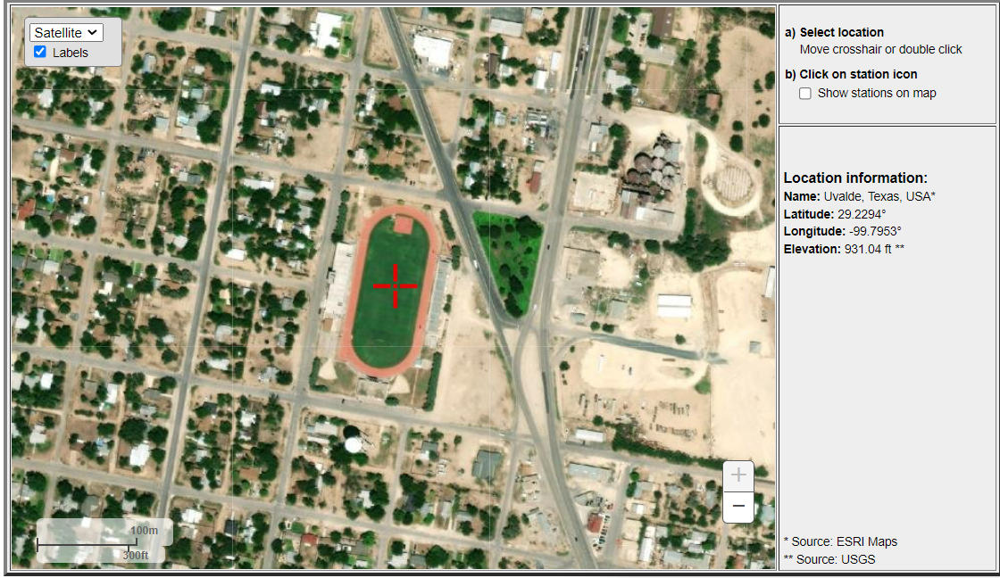 Satellite
Labels
a) Select location
Move crosshair or double click
b) Click on station icon
Show stations on map
Location information:
Name: Uvalde, Texas, USA*
Latitude: 29.2294°
Longitude: -99.7953°
Elevation: 931.04 ft **
+
−
100m
300ft
* Source: ESRI Maps
** Source: USGS